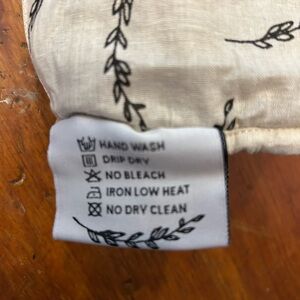 HAND WASH
DRIP DRY
NO BLEACH
IRON LOW HEAT
NO DRY CLEAN